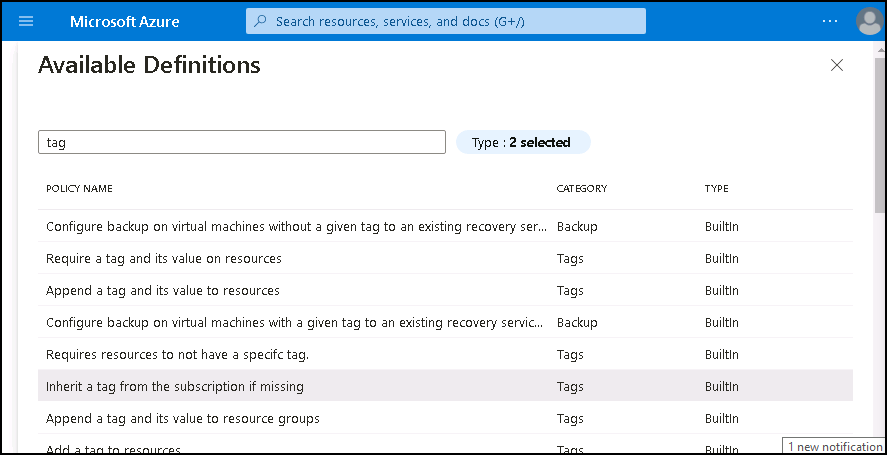 Microsoft Azure
Search resources, services, and docs (G+/)
Available Definitions
tag
Type : 2 selected
POLICY NAME CATEGORY TYPE
Configure backup on virtual machines without a given tag to an existing recovery ser... Backup BuiltIn
Require a tag and its value on resources Tags BuiltIn
Append a tag and its value to resources Tags BuiltIn
Configure backup on virtual machines with a given tag to an existing recovery servic... Backup BuiltIn
Requires resources to not have a specifc tag. Tags BuiltIn
Inherit a tag from the subscription if missing Tags BuiltIn
Append a tag and its value to resource groups Tags BuiltIn
Add a tag to resources Tags BuiltIn
1 new notification